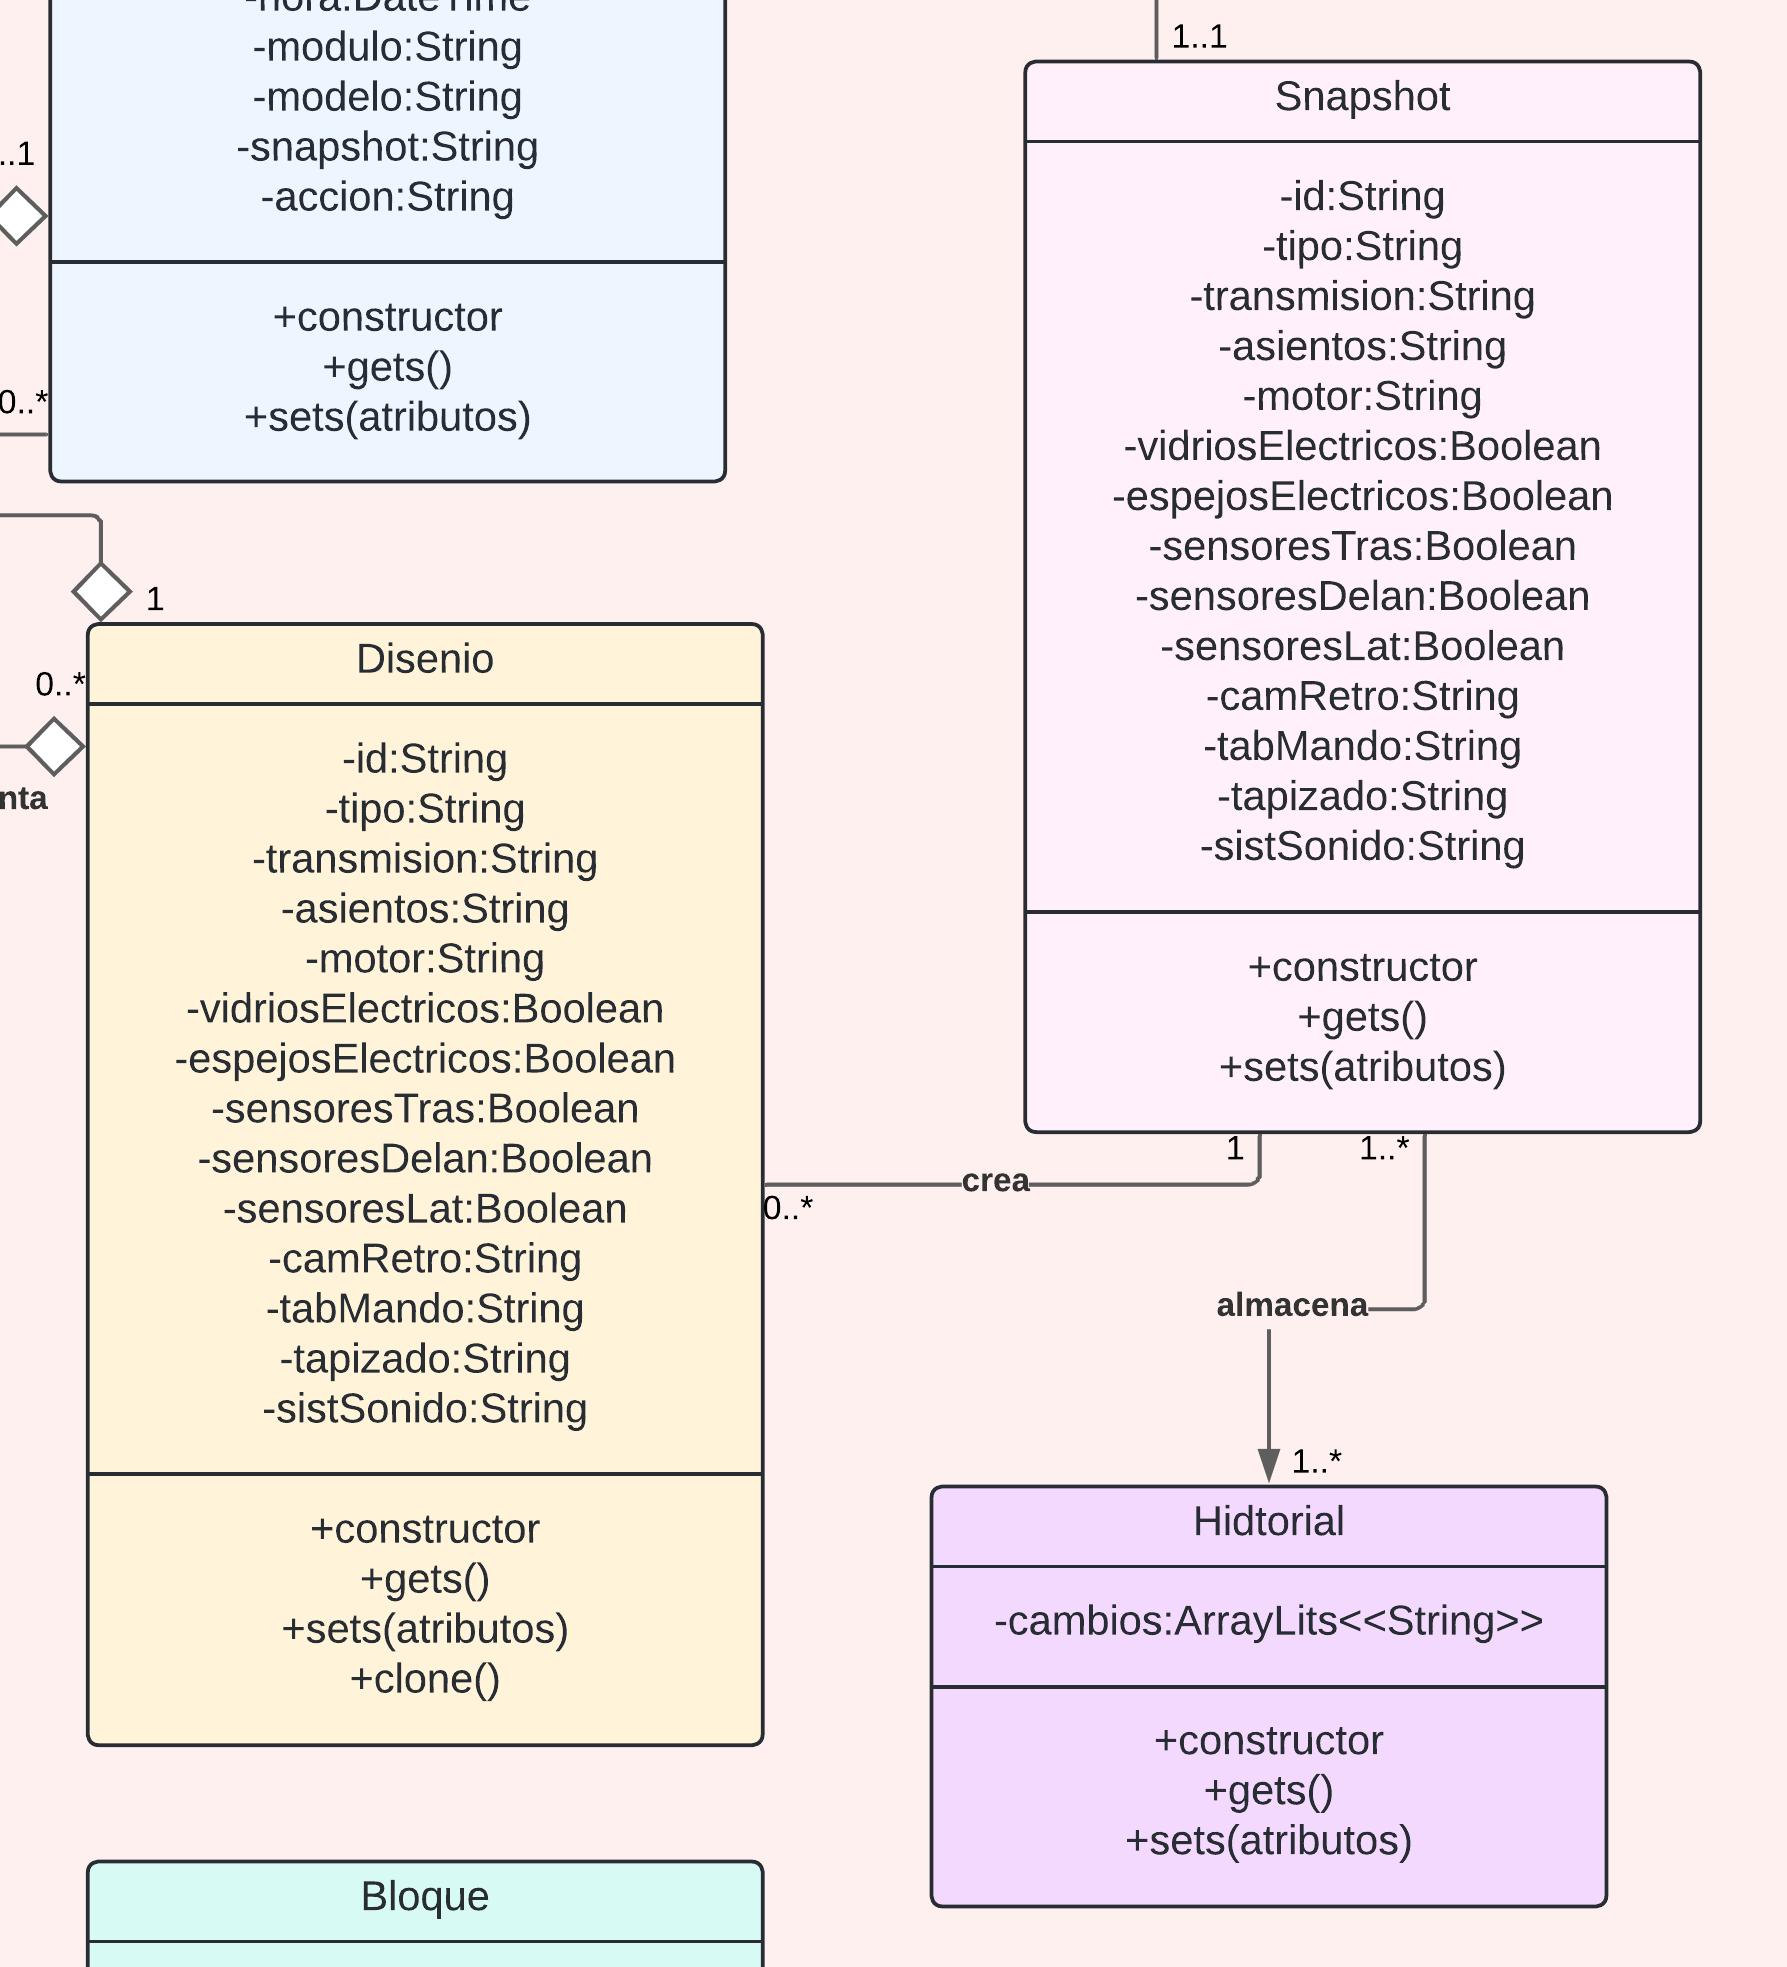 -hora:DateTime
-modulo:String
-modelo:String
-snapshot:String
-accion:String
+constructor
+gets()
+sets(atributos)
..1
0..*
1
0..*
nta
Disenio
-id:String
-tipo:String
-transmision:String
-asientos:String
-motor:String
-vidriosElectricos:Boolean
-espejosElectricos:Boolean
-sensoresTras:Boolean
-sensoresDelan:Boolean
-sensoresLat:Boolean
-camRetro:String
-tabMando:String
-tapizado:String
-sistSonido:String
+constructor
+gets()
+sets(atributos)
+clone()
Bloque
1..1
Snapshot
-id:String
-tipo:String
-transmision:String
-asientos:String
-motor:String
-vidriosElectricos:Boolean
-espejosElectricos:Boolean
-sensoresTras:Boolean
-sensoresDelan:Boolean
-sensoresLat:Boolean
-camRetro:String
-tabMando:String
-tapizado:String
-sistSonido:String
+constructor
+gets()
+sets(atributos)
1
1..*
crea
0..*
almacena
1..*
Hidtorial
-cambios:ArrayLits<<String>>
+constructor
+gets()
+sets(atributos)